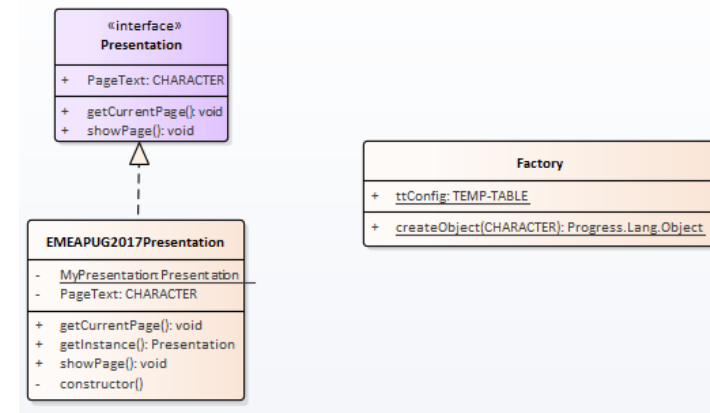 «interface»
Presentation
+ PageText: CHARACTER
+ getCurrentPage(): void
+ showPage(): void
Factory
+ ttConfig: TEMP-TABLE
+ createObject(CHARACTER): Progress.Lang.Object
EMEAPUG2017Presentation
- MyPresentation: Presentation
- PageText: CHARACTER
+ getCurrentPage(): void
+ getInstance(): Presentation
+ showPage(): void
- constructor()